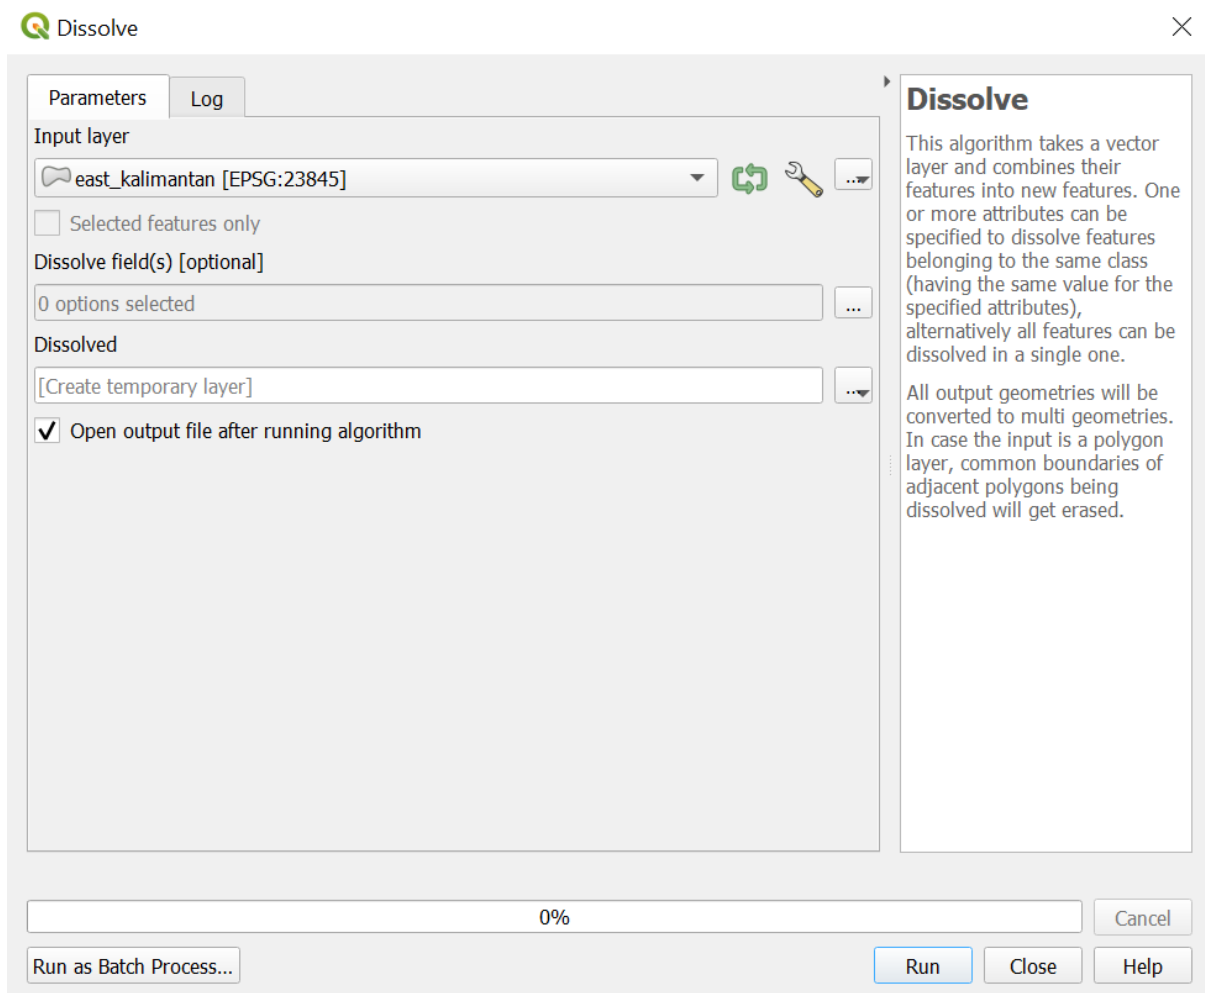 Dissolve
Parameters
Log
Input layer
east_kalimantan [EPSG:23845]
...
Selected features only
Dissolve field(s) [optional]
0 options selected
...
Dissolved
[Create temporary layer]
...
Open output file after running algorithm
Dissolve
This algorithm takes a vector
layer and combines their
features into new features. One
or more attributes can be
specified to dissolve features
belonging to the same class
(having the same value for the
specified attributes),
alternatively all features can be
dissolved in a single one.
All output geometries will be
converted to multi geometries.
In case the input is a polygon
layer, common boundaries of
adjacent polygons being
dissolved will get erased.
0%
Cancel
Run as Batch Process...
Run
Close
Help